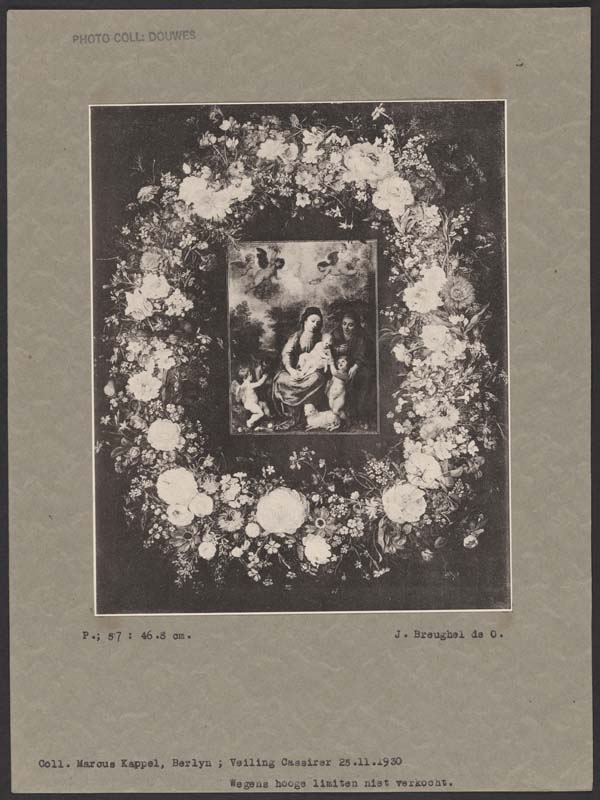 PHOTO COLL: DOUWES
P.; 57 : 46.5 cm.
J. Breughel de O.
Coll. Marcus Kappel, Berlyn ; Veiling Cassirer 25.11.1930
Wegens hooge limiten niet verkocht.